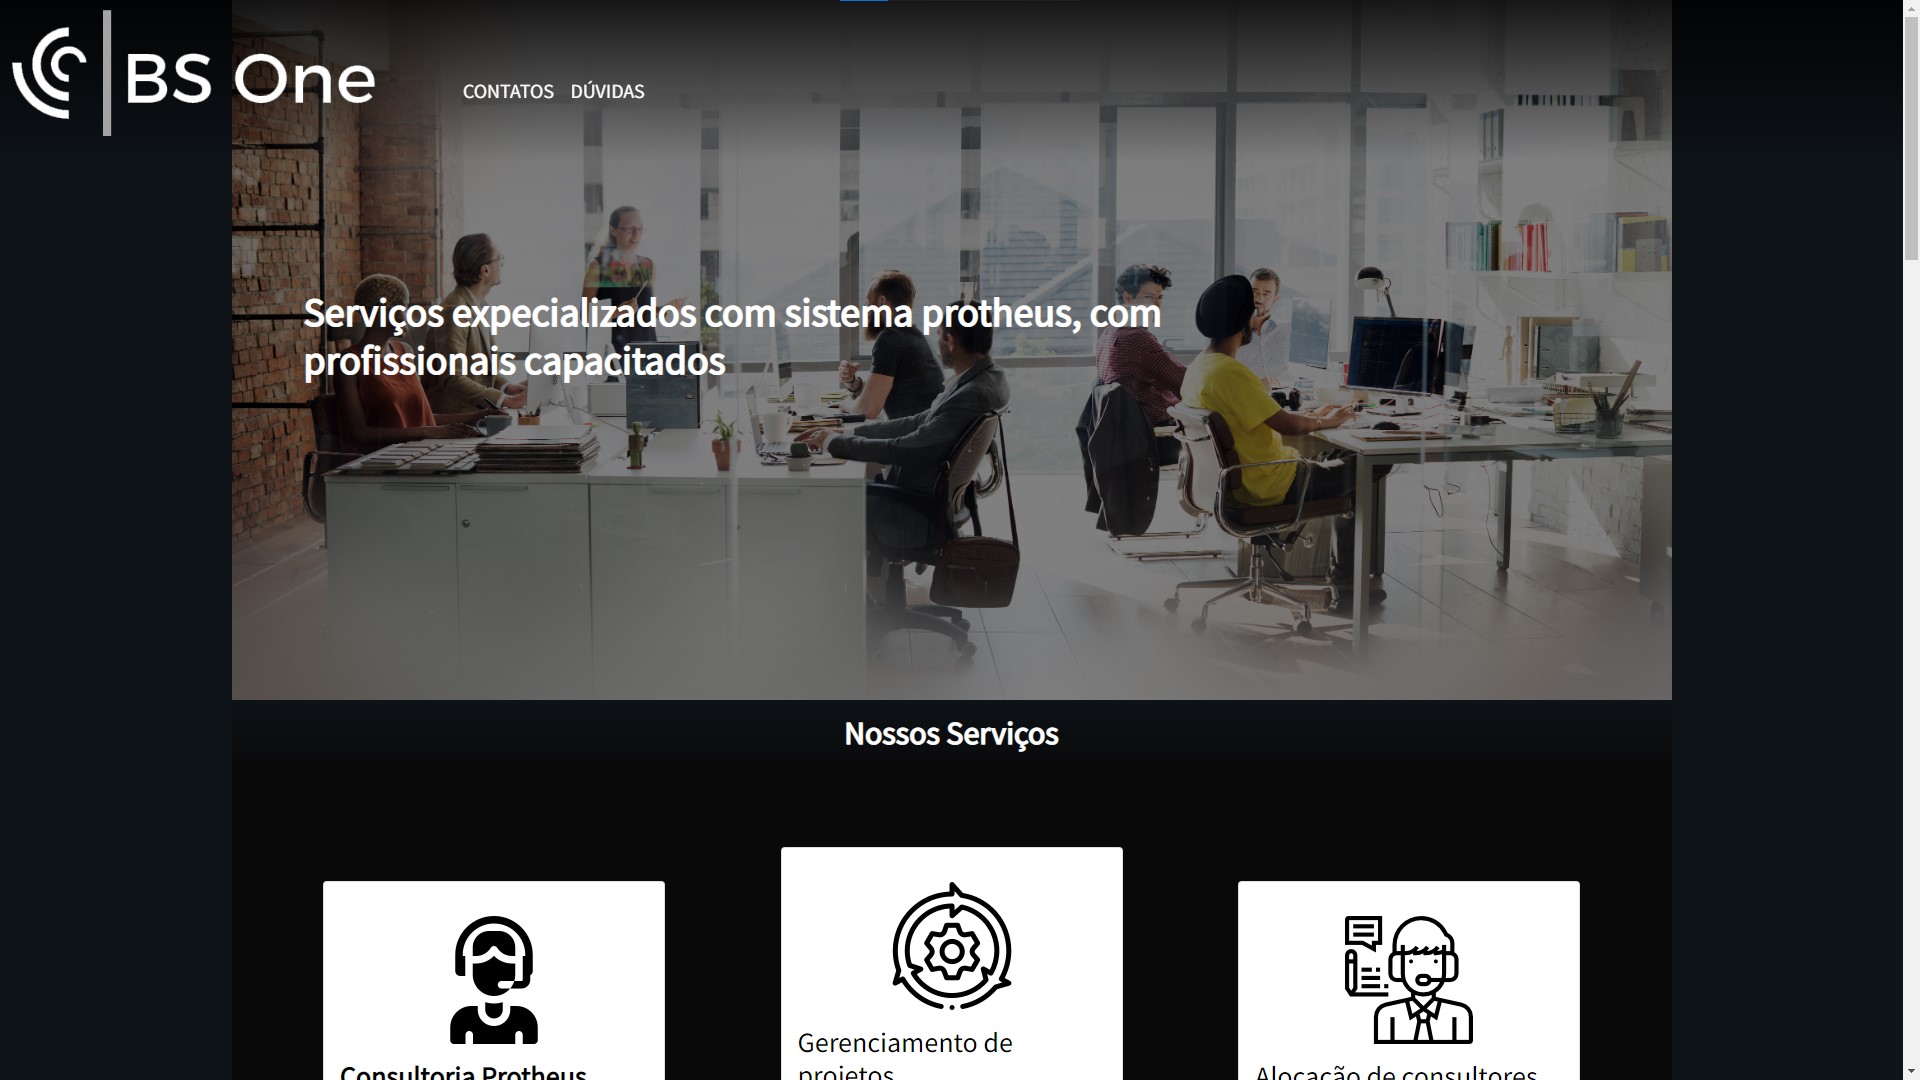 BS One
CONTATOS DÚVIDAS
Serviços expecializados com sistema protheus, com
profissionais capacitados
Nossos Serviços
Gerenciamento de
projetos
Consultoria Protheus
Alocação de consultores